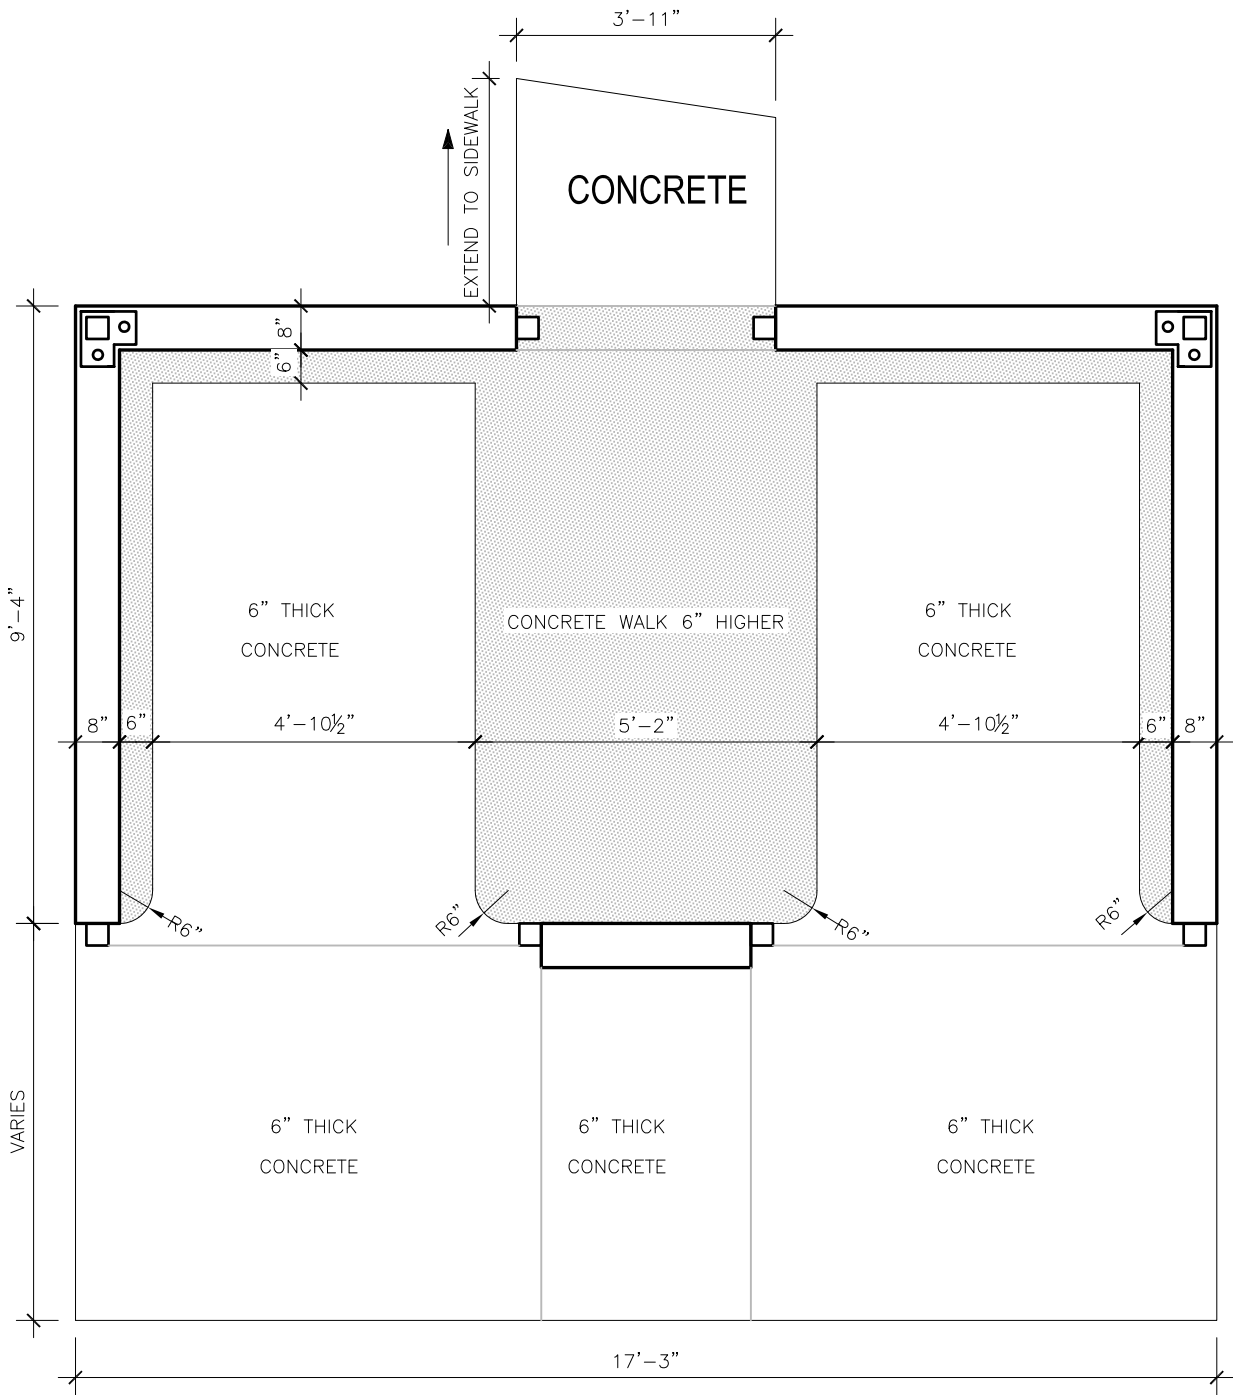 3'-11"
EXTEND TO SIDEWALK
CONCRETE
8"
6"
9'-4"
6" THICK
CONCRETE
CONCRETE WALK 6" HIGHER
6" THICK
CONCRETE
8"
6"
4'-10½"
5'-2"
4'-10½"
6"
8"
R6"
R6"
R6"
R6"
VARIES
6" THICK
CONCRETE
6" THICK
CONCRETE
6" THICK
CONCRETE
17'-3"